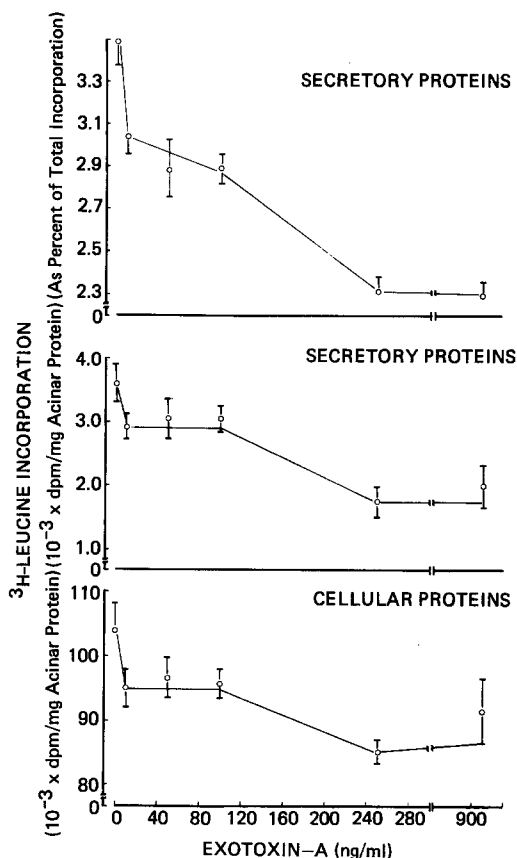 SECRETORY PROTEINS
3.3
3.1
2.9
2.7
2.5
2.3
0
SECRETORY PROTEINS
4.0
3.0
2.0
1.0
0
CELLULAR PROTEINS
110
100
90
80
0
0 40 80 120 160 200 240 280 900
EXOTOXIN-A (ng/ml)
³H-LEUCINE INCORPORATION
(10⁻³ x dpm/mg Acinar Protein) (10⁻³ x dpm/mg Acinar Protein) (As Percent of Total Incorporation)